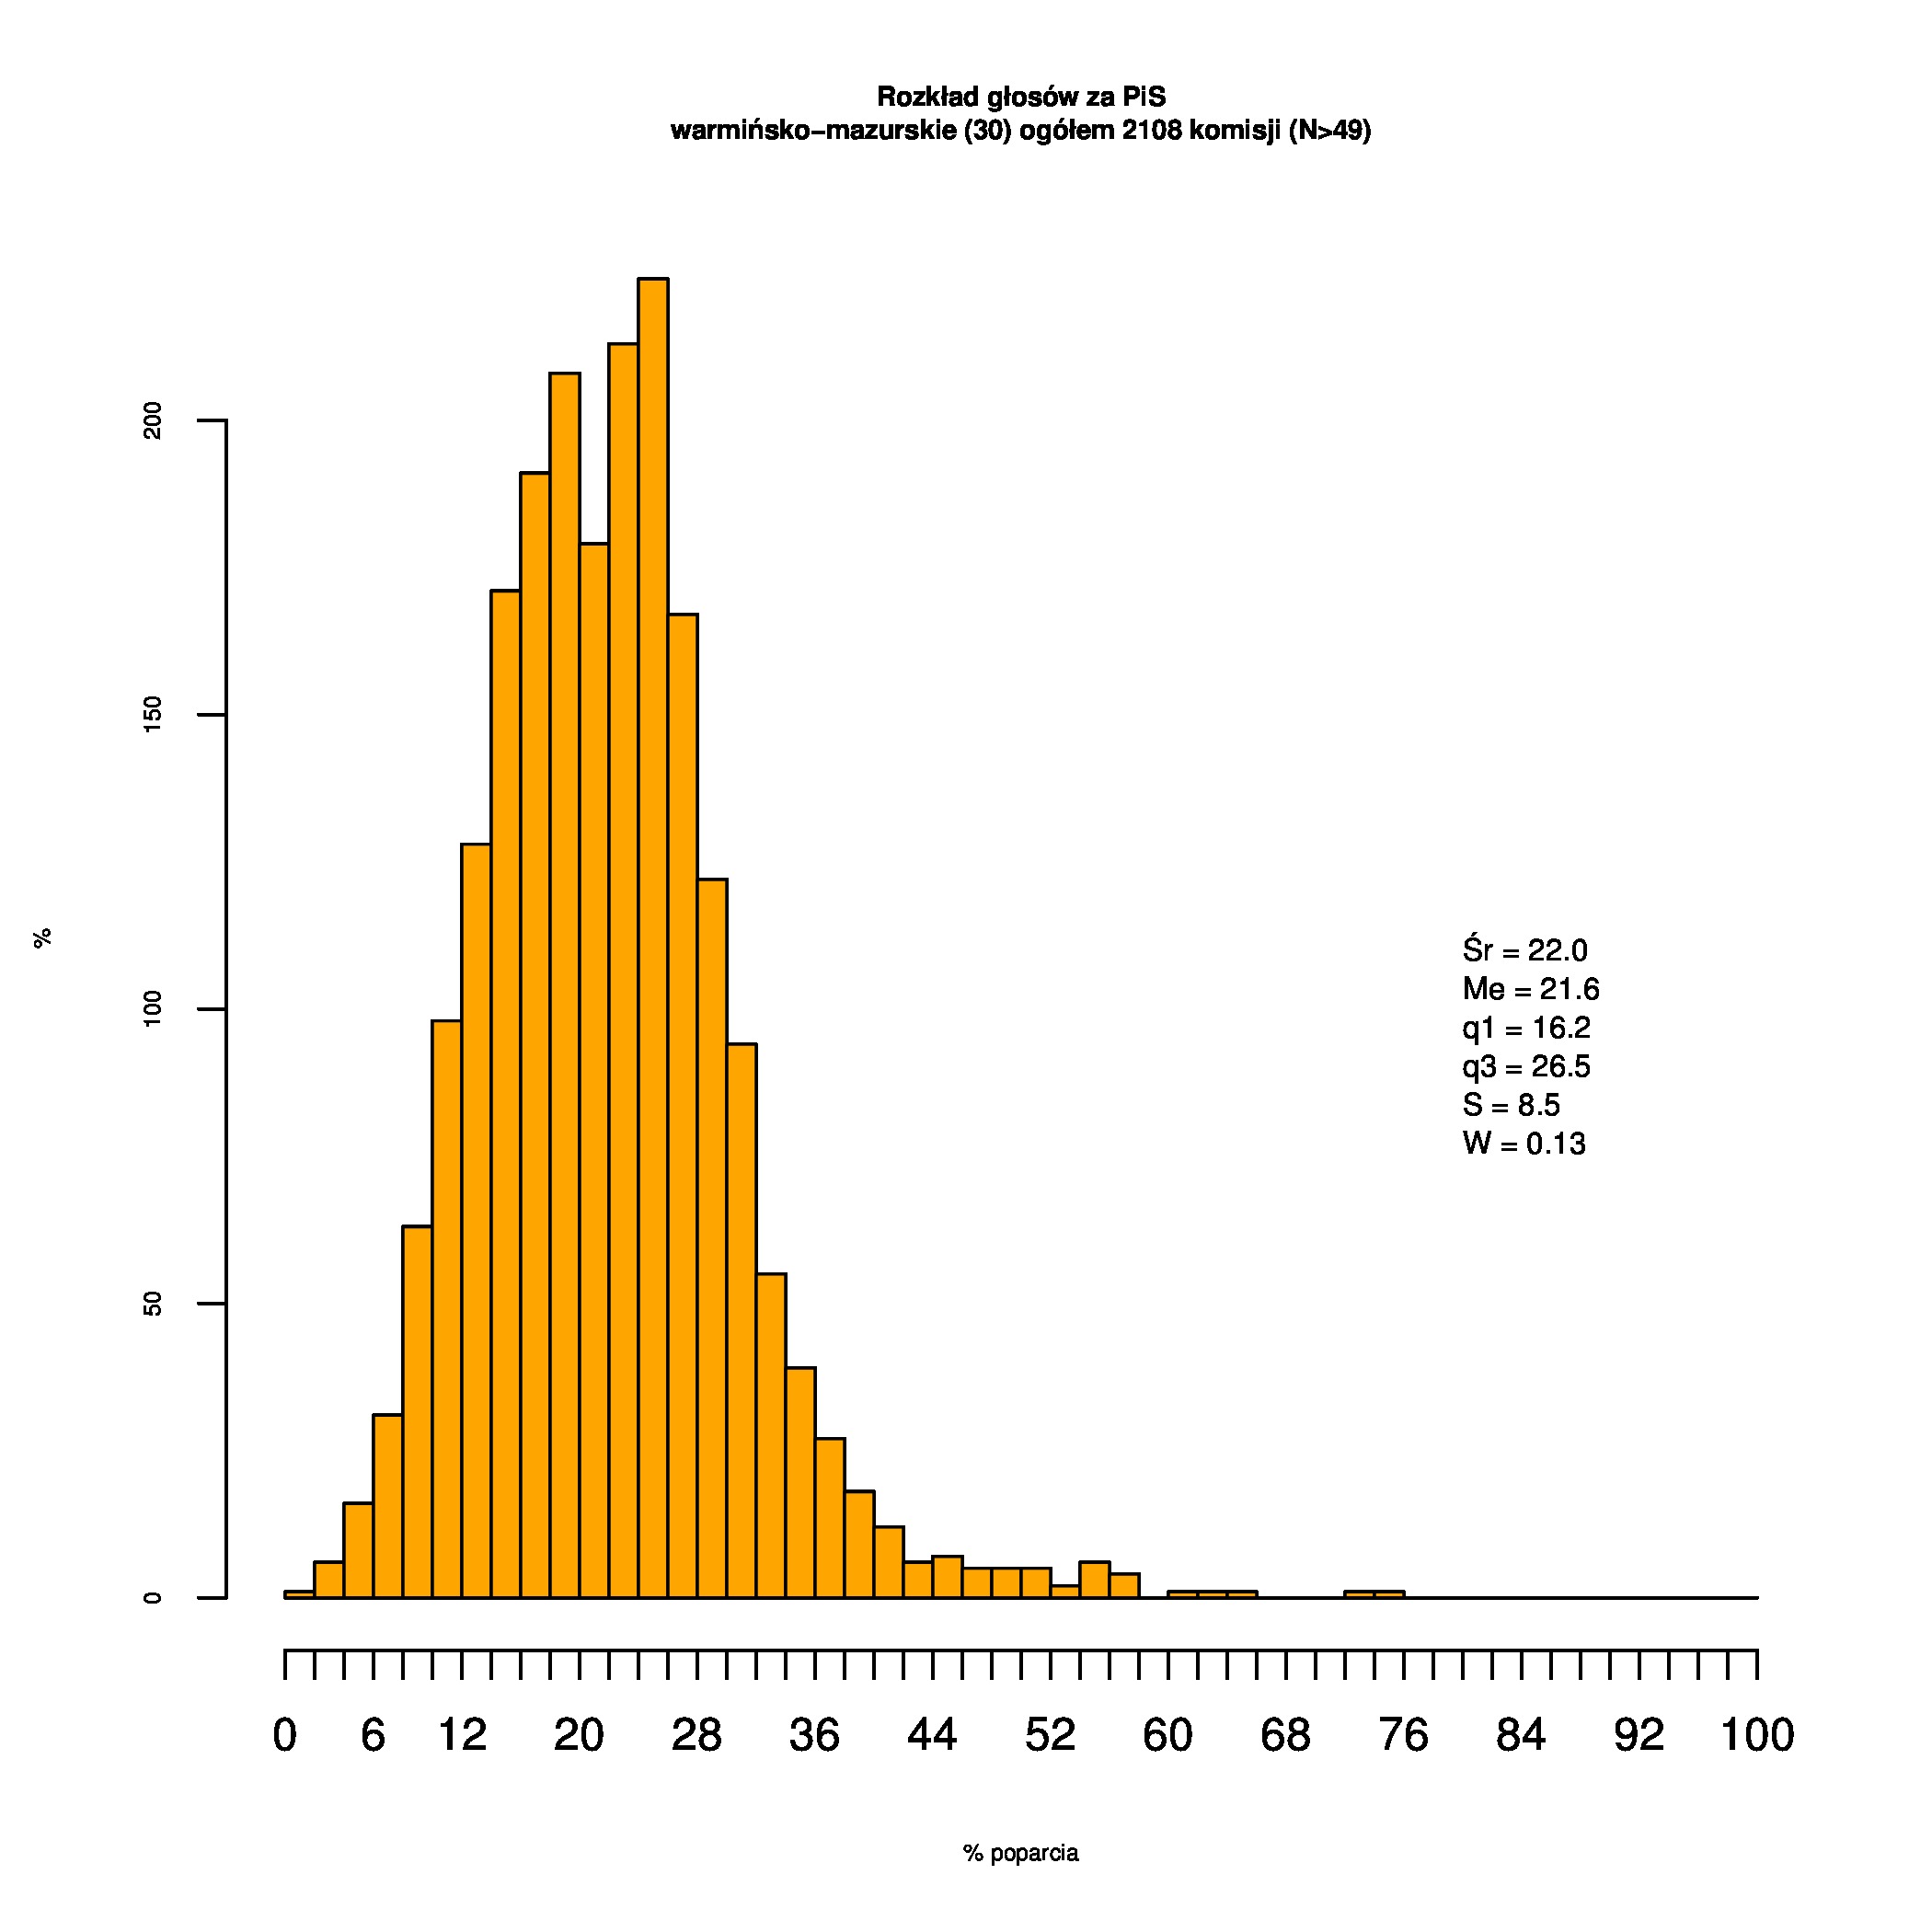 Rozkład głosów za PiS
warmińsko−mazurskie (30) ogółem 2108 komisji (N>49)
200
150
100
50
0
%
Śr = 22.0
Me = 21.6
q1 = 16.2
q3 = 26.5
S = 8.5
W = 0.13
0 6 12 20 28 36 44 52 60 68 76 84 92 100
% poparcia